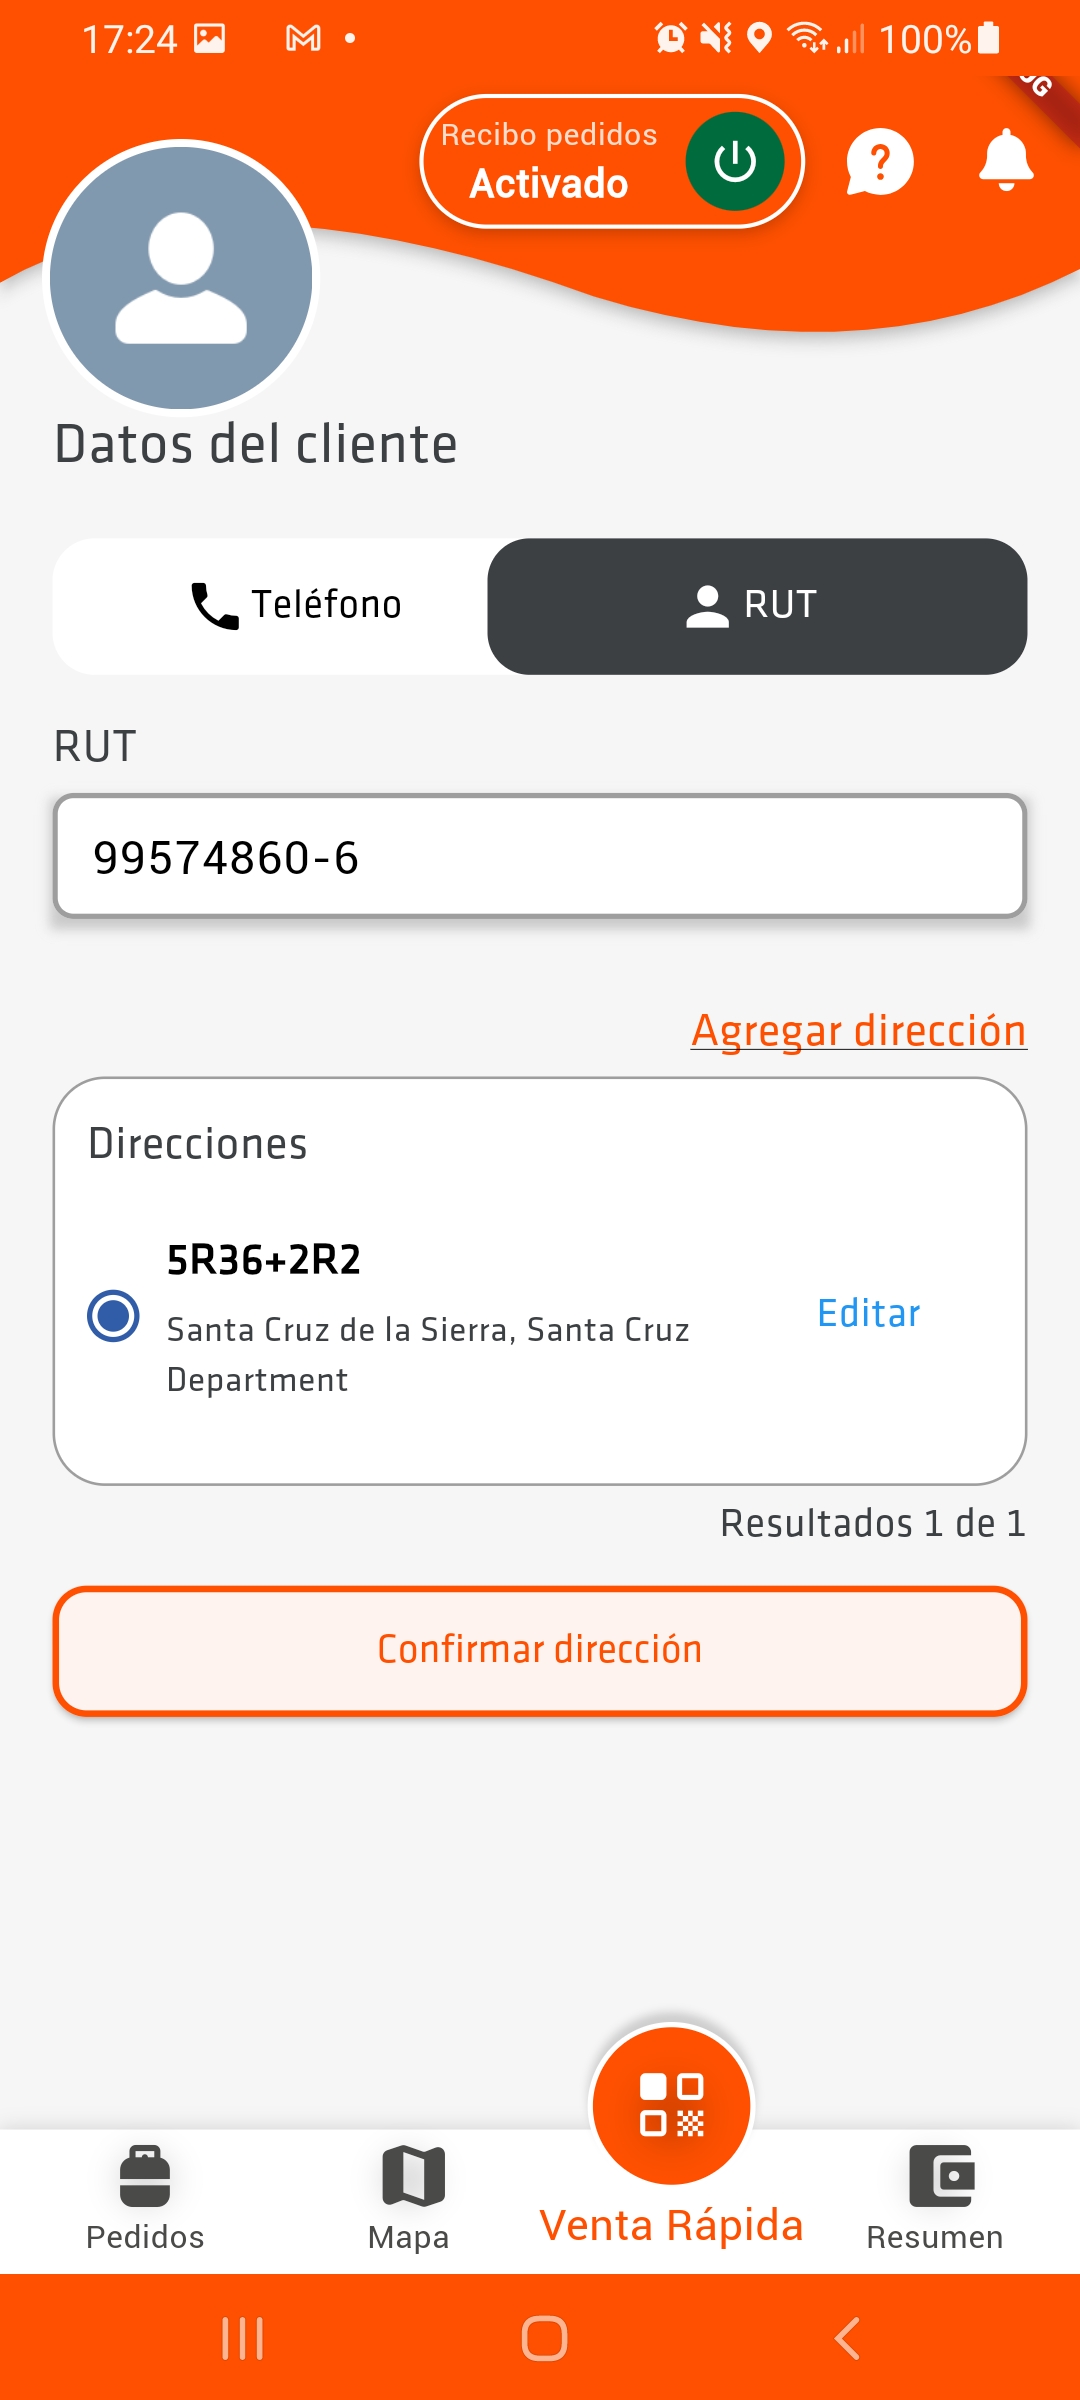 17:24
100%
Recibo pedidos
Activado
Datos del cliente
Teléfono
RUT
RUT
99574860-6
Agregar dirección
Direcciones
5R36+2R2
Santa Cruz de la Sierra, Santa Cruz
Department
Editar
Resultados 1 de 1
Confirmar dirección
Pedidos
Mapa
Venta Rápida
Resumen